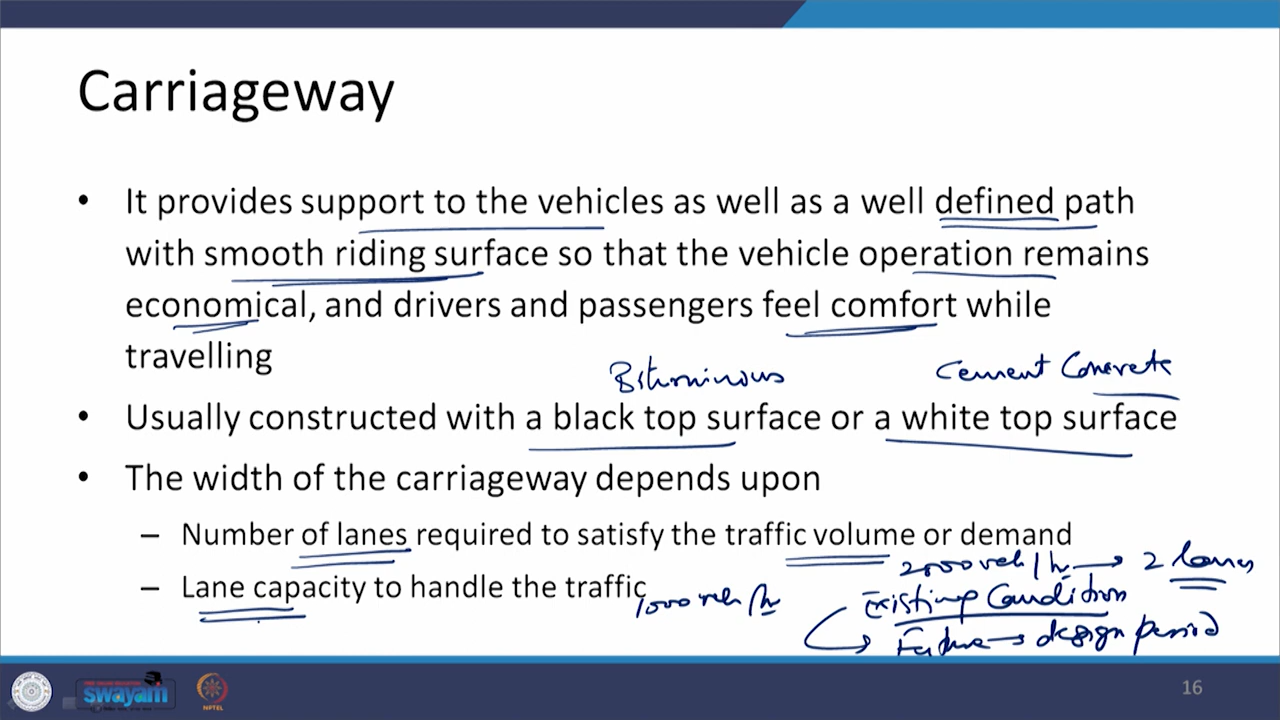 Carriageway
• It provides support to the vehicles as well as a well defined path
with smooth riding surface so that the vehicle operation remains
economical, and drivers and passengers feel comfort while
travelling
Bituminous Cement Concrete
• Usually constructed with a black top surface or a white top surface
• The width of the carriageway depends upon
– Number of lanes required to satisfy the traffic volume or demand
2000 veh/hr → 2 lanes
– Lane capacity to handle the traffic
1000 veh/hr Existing Condition
Future → design period
swayam NPTEL 16